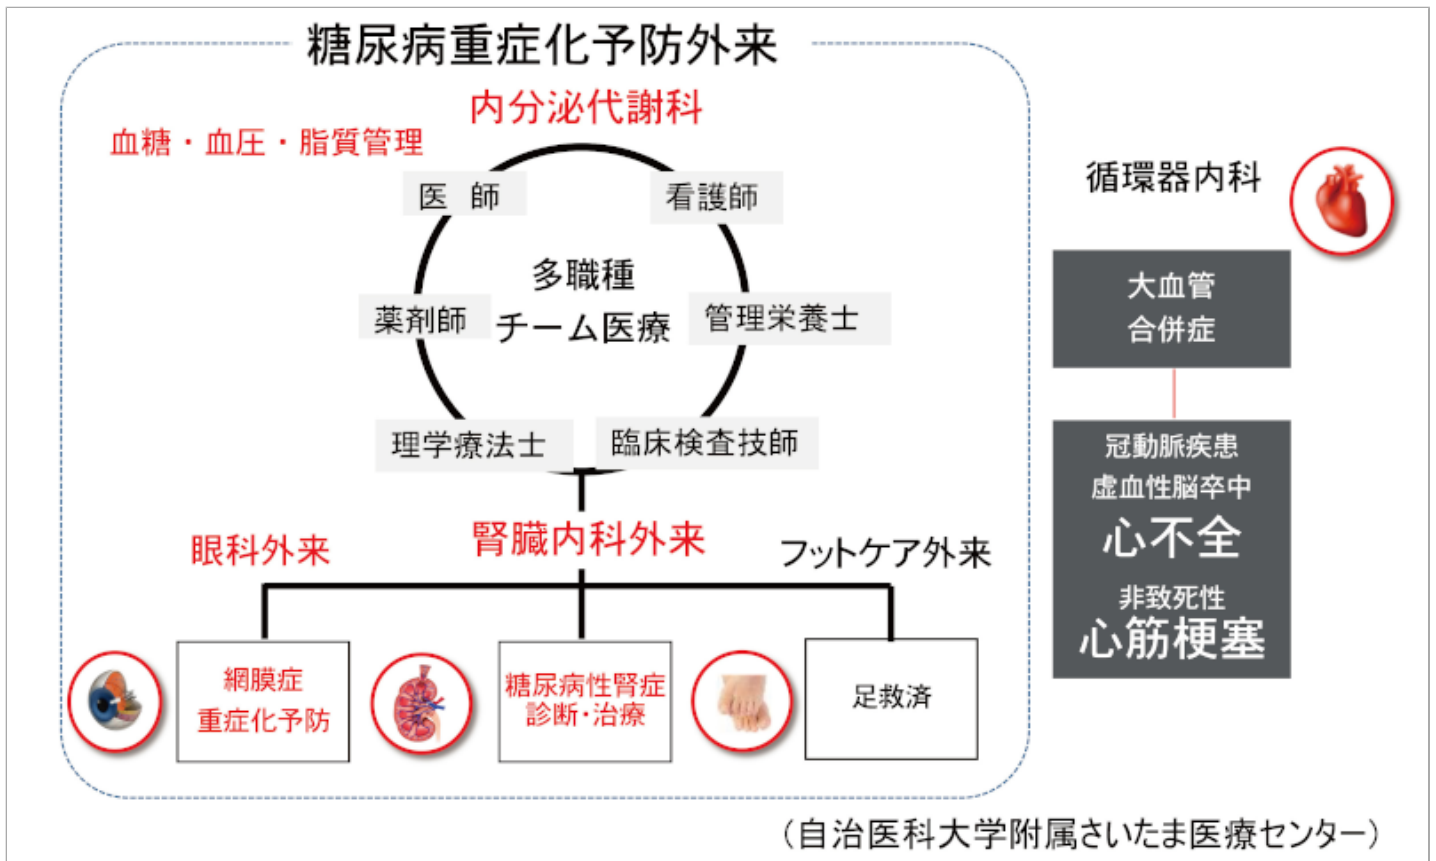 糖尿病重症化予防外来
内分泌代謝科
血糖・血圧・脂質管理
医 師
看護師
多職種
チーム医療
薬剤師
管理栄養士
理学療法士
臨床検査技師
眼科外来
腎臓内科外来
フットケア外来
網膜症
重症化予防
糖尿病性腎症
診断・治療
足救済
循環器内科
大血管
合併症
冠動脈疾患
虚血性脳卒中
心不全
非致死性
心筋梗塞
（自治医科大学附属さいたま医療センター）